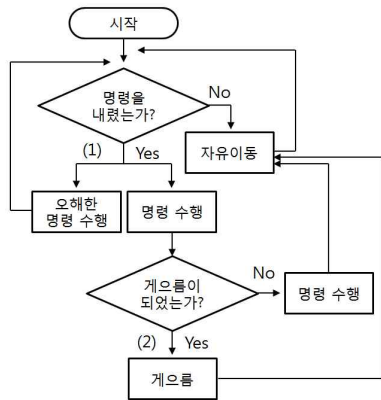 시작
명령을
내렸는가?
No
(1)
Yes
자유이동
오해한
명령 수행
명령 수행
게으름이
되었는가?
No
명령 수행
(2)
Yes
게으름